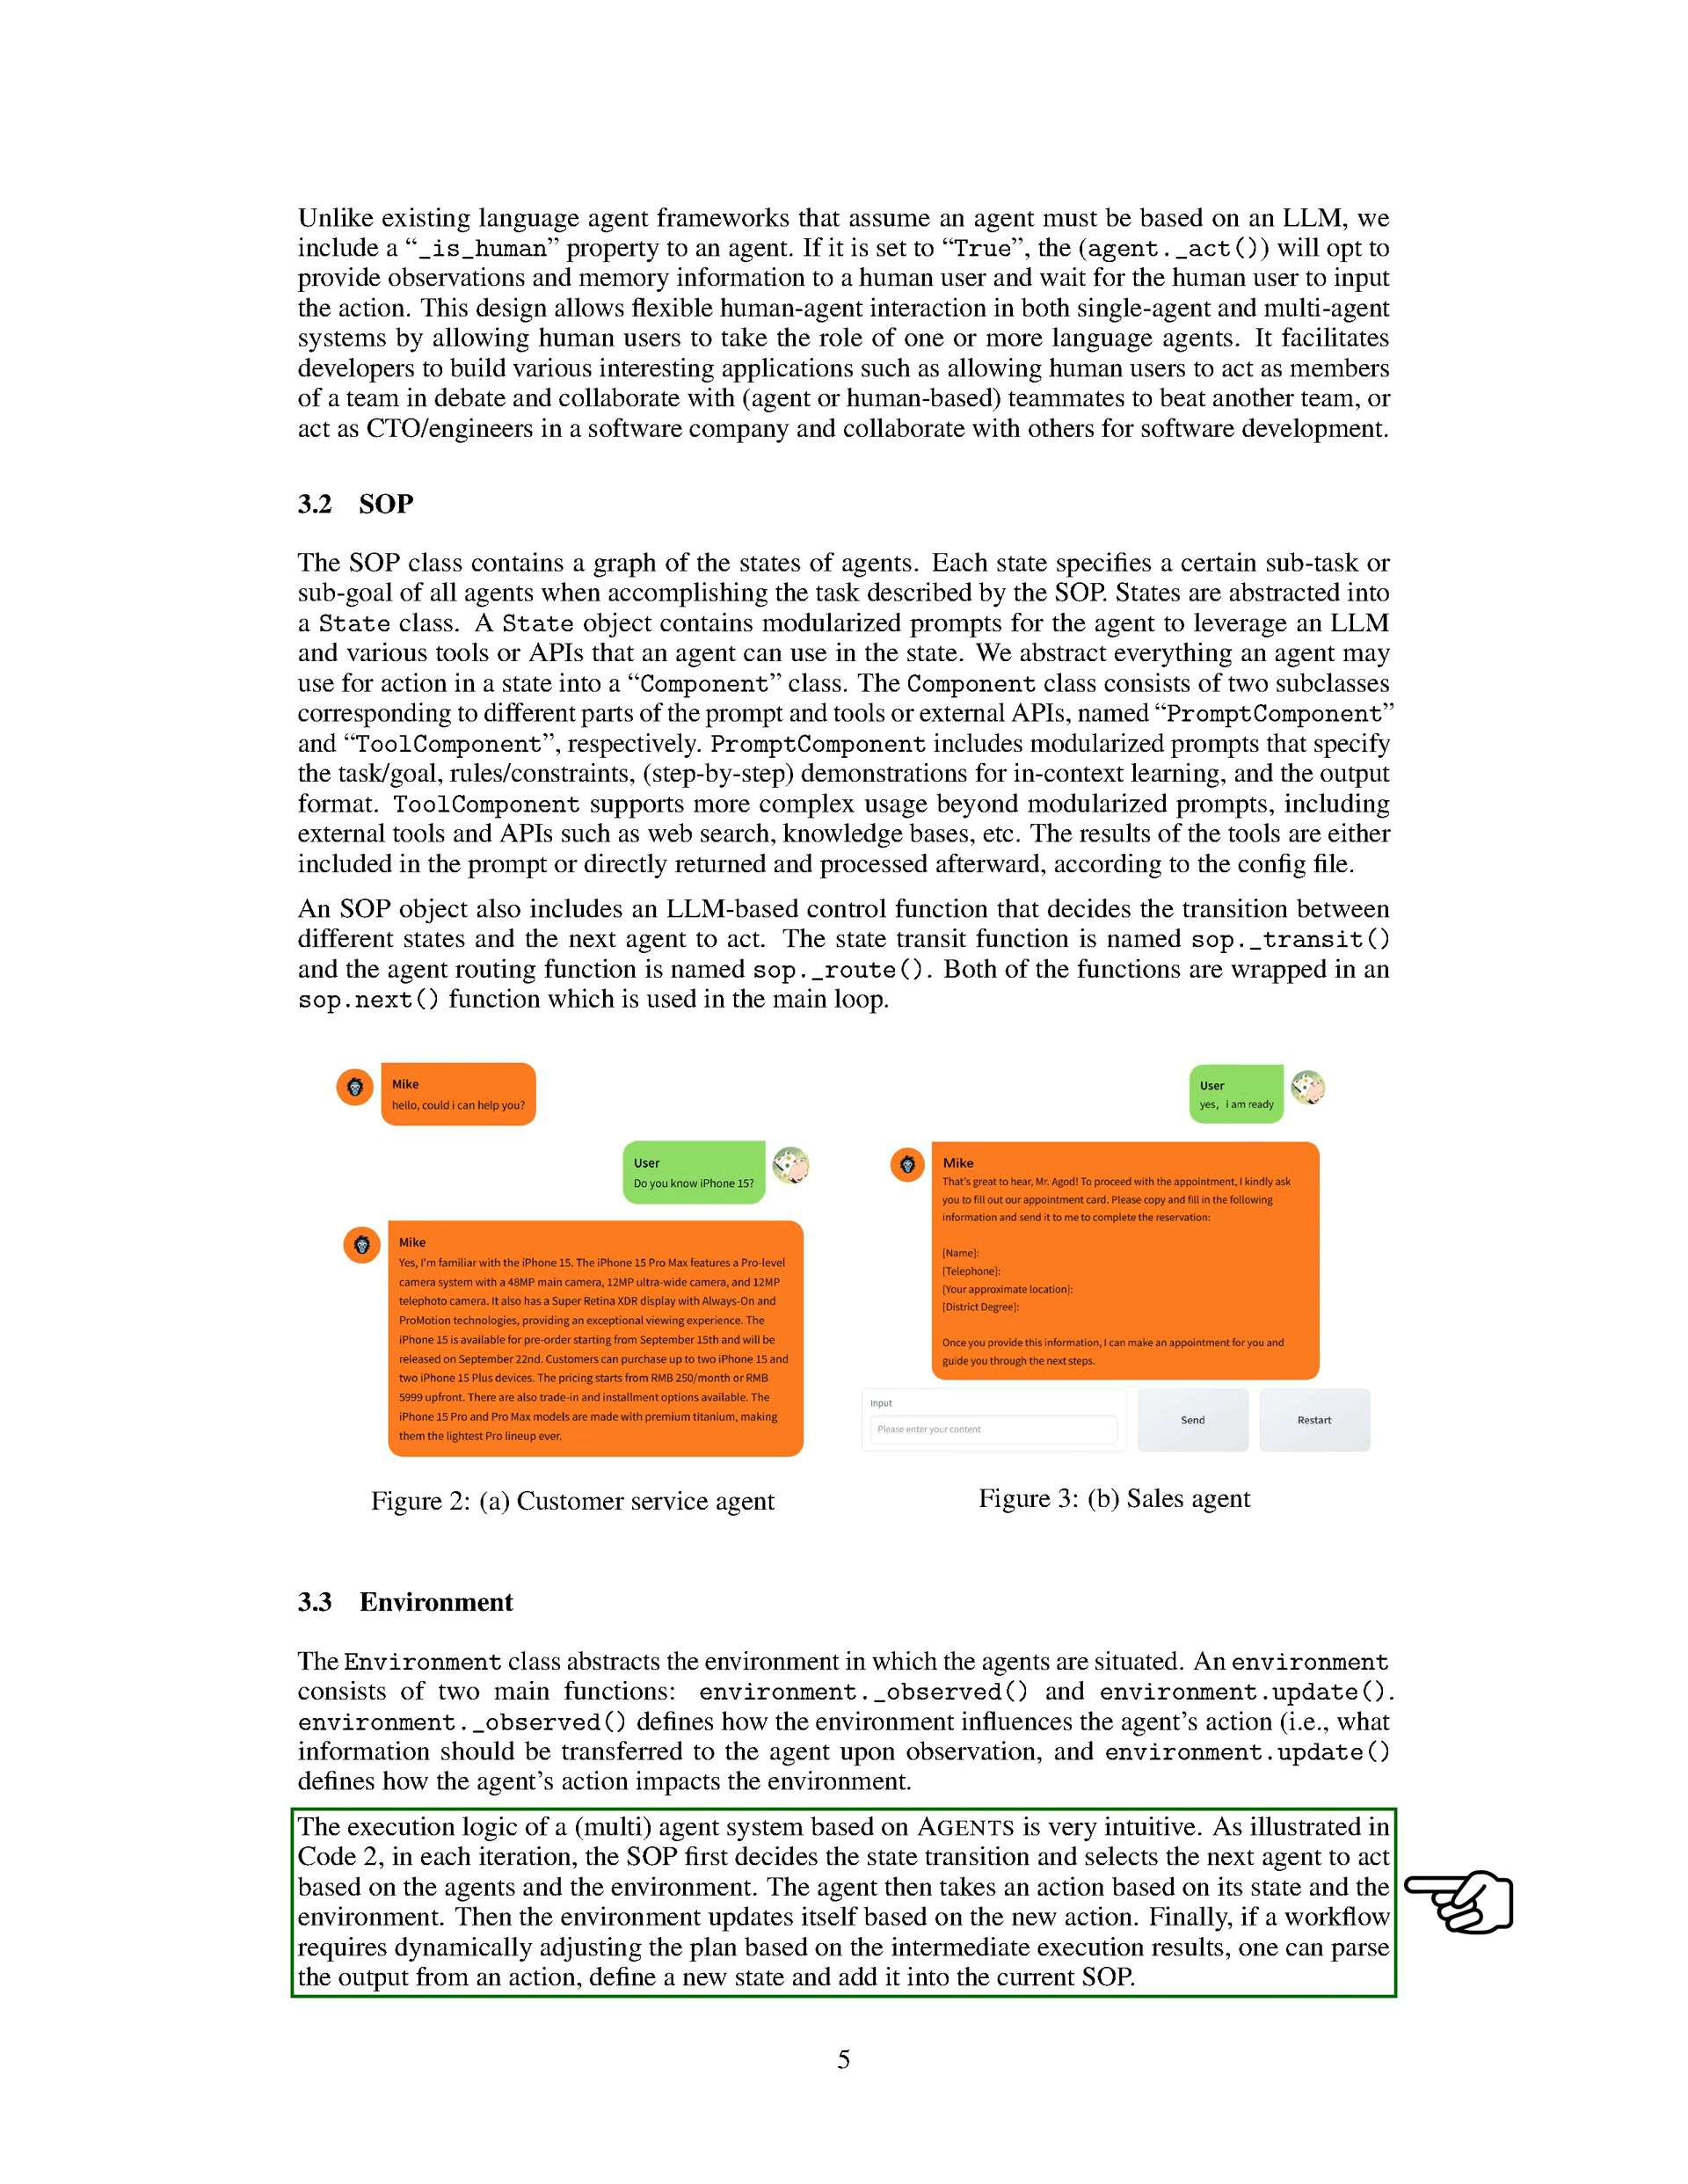 Unlike existing language agent frameworks that assume an agent must be based on an LLM, we
include a “_is_human” property to an agent. If it is set to “True”, the (agent._act()) will opt to
provide observations and memory information to a human user and wait for the human user to input
the action. This design allows flexible human-agent interaction in both single-agent and multi-agent
systems by allowing human users to take the role of one or more language agents. It facilitates
developers to build various interesting applications such as allowing human users to act as members
of a team in debate and collaborate with (agent or human-based) teammates to beat another team, or
act as CTO/engineers in a software company and collaborate with others for software development.
3.2 SOP
The SOP class contains a graph of the states of agents. Each state specifies a certain sub-task or
sub-goal of all agents when accomplishing the task described by the SOP. States are abstracted into
a State class. A State object contains modularized prompts for the agent to leverage an LLM
and various tools or APIs that an agent can use in the state. We abstract everything an agent may
use for action in a state into a “Component” class. The Component class consists of two subclasses
corresponding to different parts of the prompt and tools or external APIs, named “PromptComponent”
and “ToolComponent”, respectively. PromptComponent includes modularized prompts that specify
the task/goal, rules/constraints, (step-by-step) demonstrations for in-context learning, and the output
format. ToolComponent supports more complex usage beyond modularized prompts, including
external tools and APIs such as web search, knowledge bases, etc. The results of the tools are either
included in the prompt or directly returned and processed afterward, according to the config file.
An SOP object also includes an LLM-based control function that decides the transition between
different states and the next agent to act. The state transit function is named sop._transit()
and the agent routing function is named sop._route(). Both of the functions are wrapped in an
sop.next() function which is used in the main loop.
Mike
hello, could i can help you?
User
Do you know iPhone 15?
Mike
Yes, I'm familiar with the iPhone 15. The iPhone 15 Pro Max features a Pro-level
camera system with a 48MP main camera, 12MP ultra-wide camera, and 12MP
telephoto camera. It also has a Super Retina XDR display with Always-On and
ProMotion technologies, providing an exceptional viewing experience. The
iPhone 15 is available for pre-order starting from September 15th and will be
released on September 22nd. Customers can purchase up to two iPhone 15 and
two iPhone 15 Plus devices. The pricing starts from RMB 250/month or RMB
5999 upfront. There are also trade-in and installment options available. The
iPhone 15 Pro and Pro Max models are made with premium titanium, making
them the lightest Pro lineup ever.
Figure 2: (a) Customer service agent
User
yes, i am ready
Mike
That's great to hear, Mr. Agod! To proceed with the appointment, I kindly ask
you to fill out our appointment card. Please copy and fill in the following
information and send it to me to complete the reservation:
[Name]:
[Telephone]:
[Your approximate location]:
[District Degree]:
Once you provide this information, I can make an appointment for you and
guide you through the next steps.
Input
Please enter your content
Send
Restart
Figure 3: (b) Sales agent
3.3 Environment
The Environment class abstracts the environment in which the agents are situated. An environment
consists of two main functions: environment._observed() and environment.update().
environment._observed() defines how the environment influences the agent’s action (i.e., what
information should be transferred to the agent upon observation, and environment.update()
defines how the agent’s action impacts the environment.
The execution logic of a (multi) agent system based on AGENTS is very intuitive. As illustrated in
Code 2, in each iteration, the SOP first decides the state transition and selects the next agent to act
based on the agents and the environment. The agent then takes an action based on its state and the
environment. Then the environment updates itself based on the new action. Finally, if a workflow
requires dynamically adjusting the plan based on the intermediate execution results, one can parse
the output from an action, define a new state and add it into the current SOP.
5